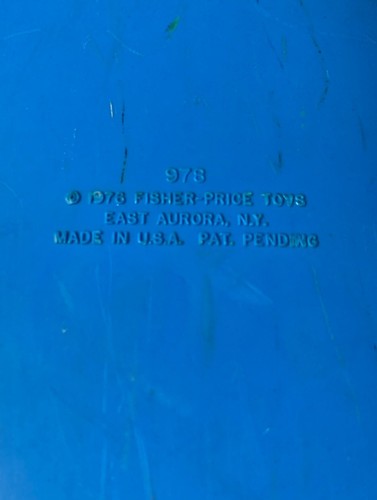 978
© 1976 FISHER-PRICE TOYS
EAST AURORA, N.Y.
MADE IN U.S.A. PAT. PENDING